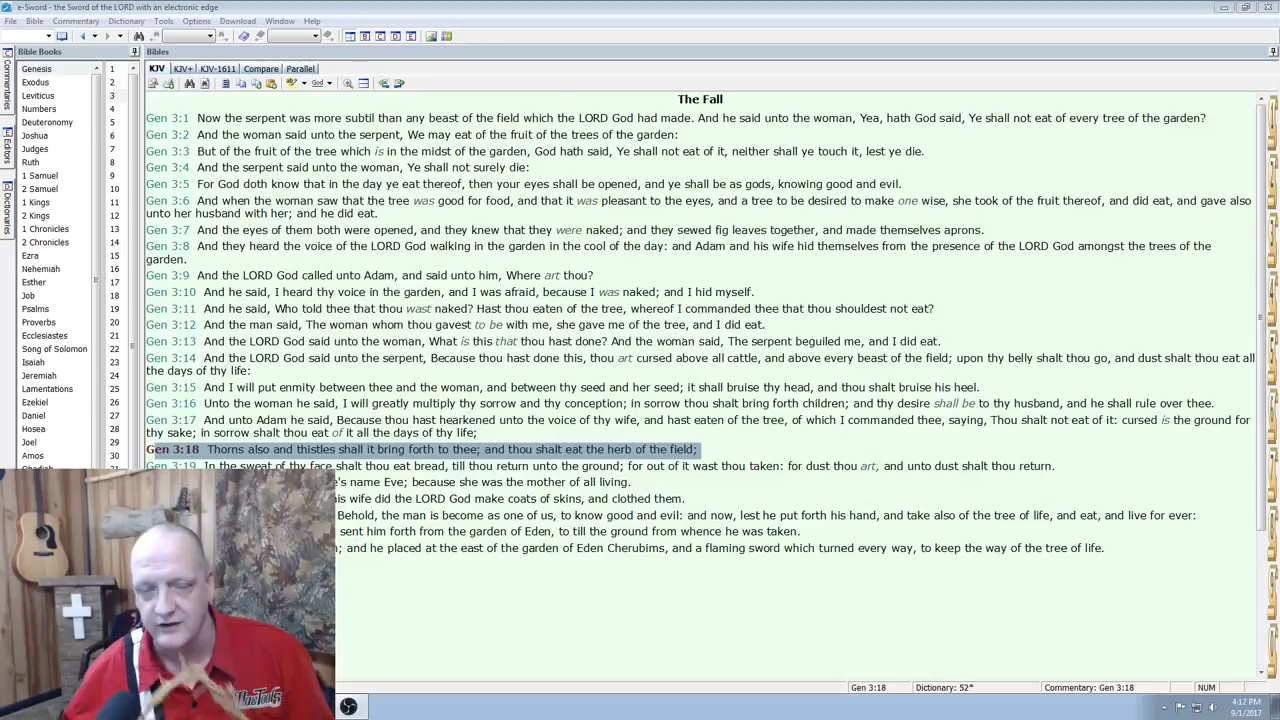 e-Sword - the Sword of the LORD with an electronic edge
File Bible Commentary Dictionary Tools Options Download Window Help
B C D E
Bible Books
Bibles
Commentaries
Editors
Dictionaries
KJV KJV+ KJV-1611 Compare Parallel
God
Genesis
Exodus
Leviticus
Numbers
Deuteronomy
Joshua
Judges
Ruth
1 Samuel
2 Samuel
1 Kings
2 Kings
1 Chronicles
2 Chronicles
Ezra
Nehemiah
Esther
Job
Psalms
Proverbs
Ecclesiastes
Song of Solomon
Isaiah
Jeremiah
Lamentations
Ezekiel
Daniel
Hosea
Joel
Amos
1
2
3
4
5
6
7
8
9
10
11
12
13
14
15
16
17
18
19
20
21
22
23
24
25
26
27
28
29
30
The Fall
Gen 3:1 Now the serpent was more subtil than any beast of the field which the LORD God had made. And he said unto the woman, Yea, hath God said, Ye shall not eat of every tree of the garden?
Gen 3:2 And the woman said unto the serpent, We may eat of the fruit of the trees of the garden:
Gen 3:3 But of the fruit of the tree which is in the midst of the garden, God hath said, Ye shall not eat of it, neither shall ye touch it, lest ye die.
Gen 3:4 And the serpent said unto the woman, Ye shall not surely die:
Gen 3:5 For God doth know that in the day ye eat thereof, then your eyes shall be opened, and ye shall be as gods, knowing good and evil.
Gen 3:6 And when the woman saw that the tree was good for food, and that it was pleasant to the eyes, and a tree to be desired to make one wise, she took of the fruit thereof, and did eat, and gave also
unto her husband with her; and he did eat.
Gen 3:7 And the eyes of them both were opened, and they knew that they were naked; and they sewed fig leaves together, and made themselves aprons.
Gen 3:8 And they heard the voice of the LORD God walking in the garden in the cool of the day: and Adam and his wife hid themselves from the presence of the LORD God amongst the trees of the
garden.
Gen 3:9 And the LORD God called unto Adam, and said unto him, Where art thou?
Gen 3:10 And he said, I heard thy voice in the garden, and I was afraid, because I was naked; and I hid myself.
Gen 3:11 And he said, Who told thee that thou wast naked? Hast thou eaten of the tree, whereof I commanded thee that thou shouldest not eat?
Gen 3:12 And the man said, The woman whom thou gavest to be with me, she gave me of the tree, and I did eat.
Gen 3:13 And the LORD God said unto the woman, What is this that thou hast done? And the woman said, The serpent beguiled me, and I did eat.
Gen 3:14 And the LORD God said unto the serpent, Because thou hast done this, thou art cursed above all cattle, and above every beast of the field; upon thy belly shalt thou go, and dust shalt thou eat all
the days of thy life:
Gen 3:15 And I will put enmity between thee and the woman, and between thy seed and her seed; it shall bruise thy head, and thou shalt bruise his heel.
Gen 3:16 Unto the woman he said, I will greatly multiply thy sorrow and thy conception; in sorrow thou shalt bring forth children; and thy desire shall be to thy husband, and he shall rule over thee.
Gen 3:17 And unto Adam he said, Because thou hast hearkened unto the voice of thy wife, and hast eaten of the tree, of which I commanded thee, saying, Thou shalt not eat of it: cursed is the ground for
thy sake; in sorrow shalt thou eat of it all the days of thy life;
Gen 3:18 Thorns also and thistles shall it bring forth to thee; and thou shalt eat the herb of the field;
Gen 3:19 In the sweat of thy face shalt thou eat bread, till thou return unto the ground; for out of it wast thou taken: for dust thou art, and unto dust shalt thou return.
e's name Eve; because she was the mother of all living.
is wife did the LORD God make coats of skins, and clothed them.
Behold, the man is become as one of us, to know good and evil: and now, lest he put forth his hand, and take also of the tree of life, and eat, and live for ever:
sent him forth from the garden of Eden, to till the ground from whence he was taken.
; and he placed at the east of the garden of Eden Cherubims, and a flaming sword which turned every way, to keep the way of the tree of life.
Gen 3:18 Dictionary: 52* Commentary: Gen 3:18 NUM
4:12 PM
9/1/2017